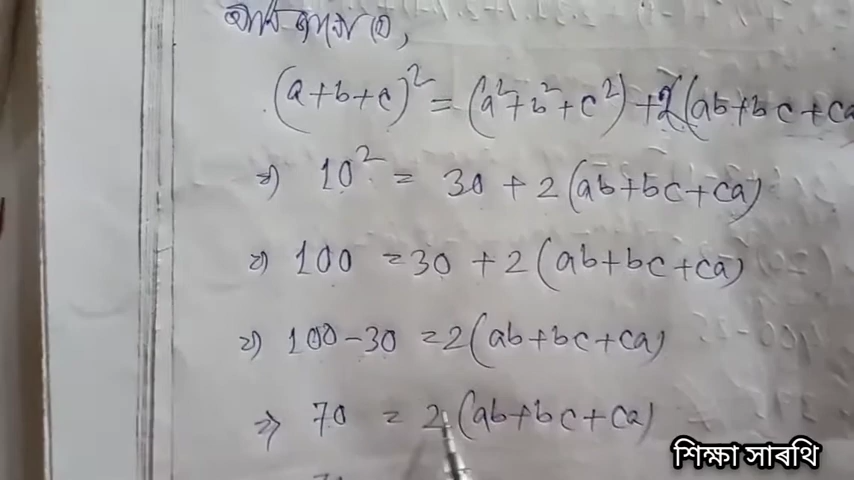 আমি জানো যে,
(a+b+c)² = (a²+b²+c²) + 2(ab+bc+ca
⇒) 10² = 30 + 2(ab+bc+ca)
⇒) 100 = 30 + 2(ab+bc+ca)
⇒) 100-30 = 2(ab+bc+ca)
⇒ 70 = 2(ab+bc+ca)
শিক্ষা সাৰথি